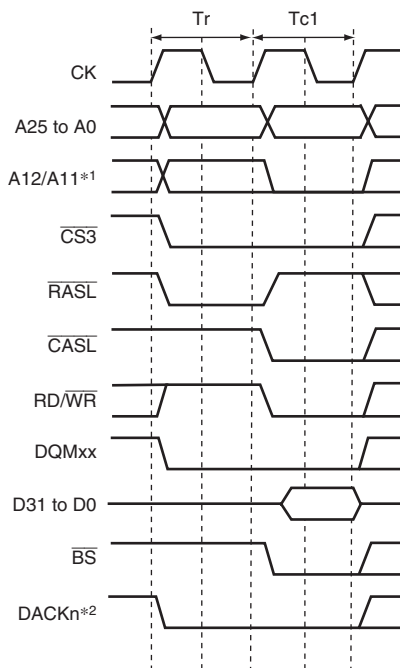 Tr
Tc1
CK
A25 to A0
A12/A11*1
CS3
RASL
CASL
RD/WR
DQMxx
D31 to D0
BS
DACKn*2